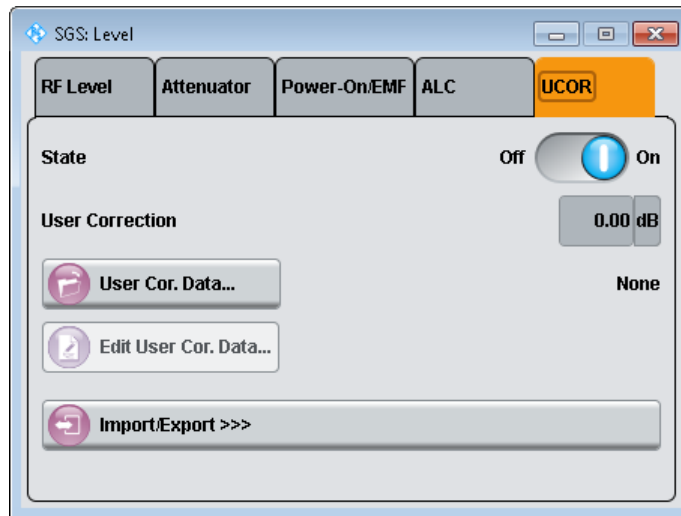 SGS: Level
RF Level Attenuator Power-On/EMF ALC UCOR
State Off On
User Correction 0.00 dB
User Cor. Data... None
Edit User Cor. Data...
Import/Export >>>